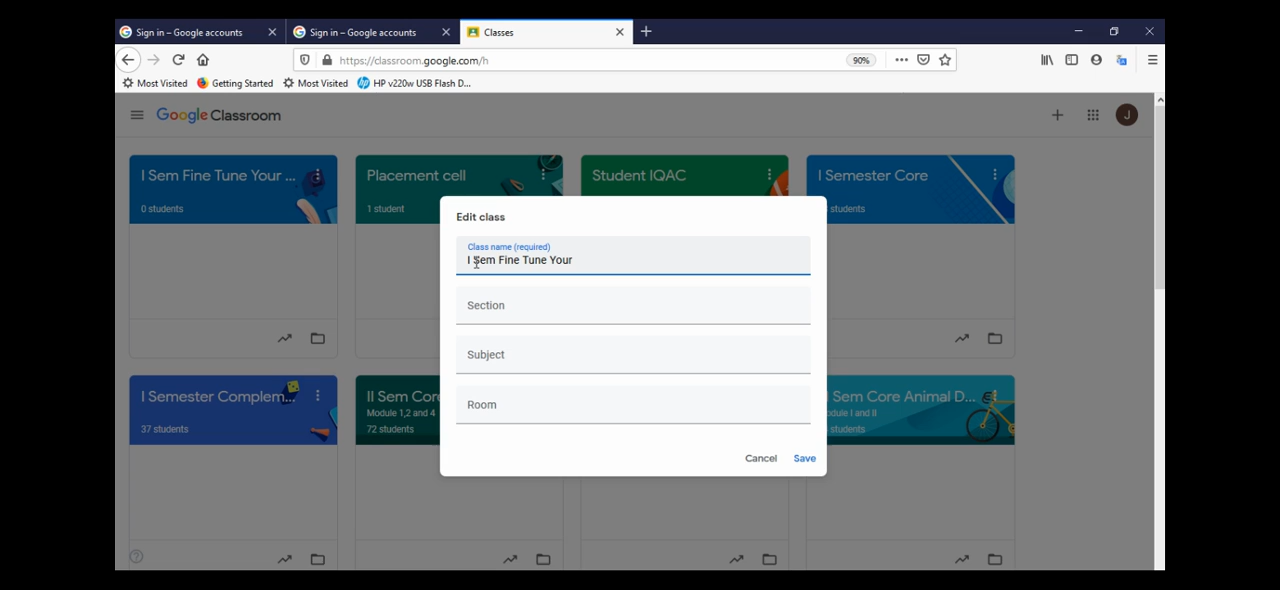 Sign in – Google accounts
Sign in – Google accounts
Classes
https://classroom.google.com/h
90%
Most Visited
Getting Started
Most Visited
HP v220w USB Flash D...
Google Classroom
J
I Sem Fine Tune Your ...
0 students
Placement cell
1 student
Student IQAC
I Semester Core
students
Edit class
Class name (required)
I Sem Fine Tune Your
Section
Subject
Room
Cancel
Save
I Semester Complem...
37 students
II Sem Cor
Module 1,2 and 4
72 students
Sem Core Animal D...
odule I and II
students